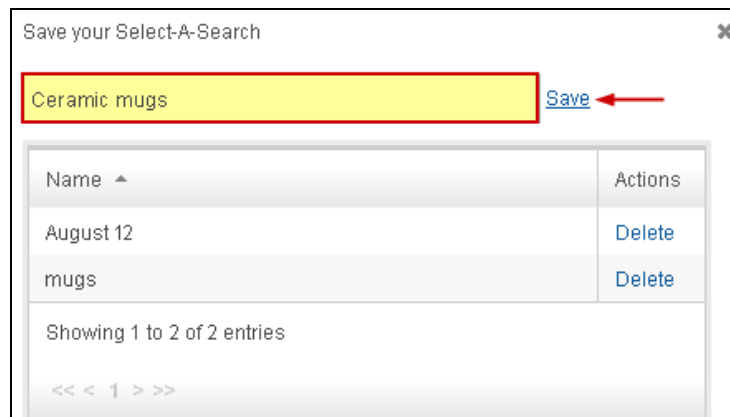 Save your Select-A-Search
Ceramic mugs Save
Name Actions
August 12 Delete
mugs Delete
Showing 1 to 2 of 2 entries
<< < 1 > >>